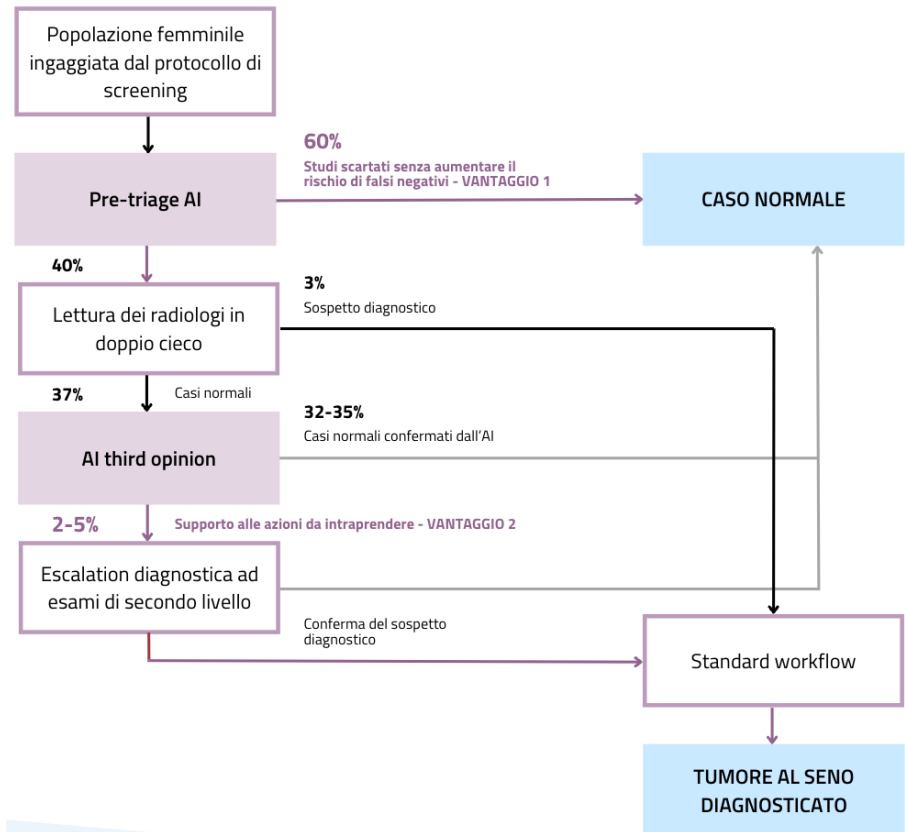 Popolazione femminile
ingaggiata dal protocollo di
screening
60%
Studi scartati senza aumentare il
rischio di falsi negativi - VANTAGGIO 1
Pre-triage AI
CASO NORMALE
40%
3%
Sospetto diagnostico
Lettura dei radiologi in
doppio cieco
37%
Casi normali
32-35%
Casi normali confermati dall'AI
AI third opinion
2-5%
Supporto alle azioni da intraprendere - VANTAGGIO 2
Escalation diagnostica ad
esami di secondo livello
Conferma del sospetto
diagnostico
Standard workflow
TUMORE AL SENO
DIAGNOSTICATO